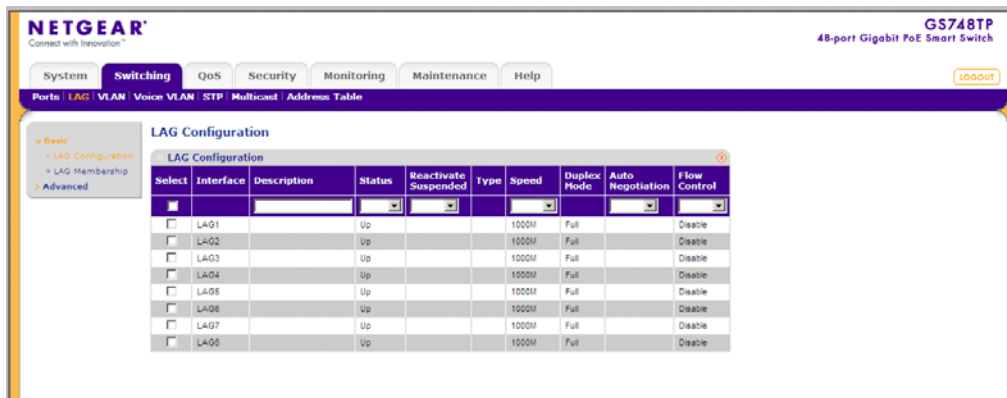 NETGEAR®
Connect with Innovation™
GS748TP
48-port Gigabit PoE Smart Switch
System Switching QoS Security Monitoring Maintenance Help
LOGOUT
Ports LAG VLAN Voice VLAN STP Multicast Address Table
Basic
LAG Configuration
LAG Membership
Advanced
LAG Configuration
LAG Configuration
Select Interface Description Status Reactivate Suspended Type Speed Duplex Mode Auto Negotiation Flow Control
LAG1 Up 1000M Full Disable
LAG2 Up 1000M Full Disable
LAG3 Up 1000M Full Disable
LAG4 Up 1000M Full Disable
LAG5 Up 1000M Full Disable
LAG6 Up 1000M Full Disable
LAG7 Up 1000M Full Disable
LAG8 Up 1000M Full Disable